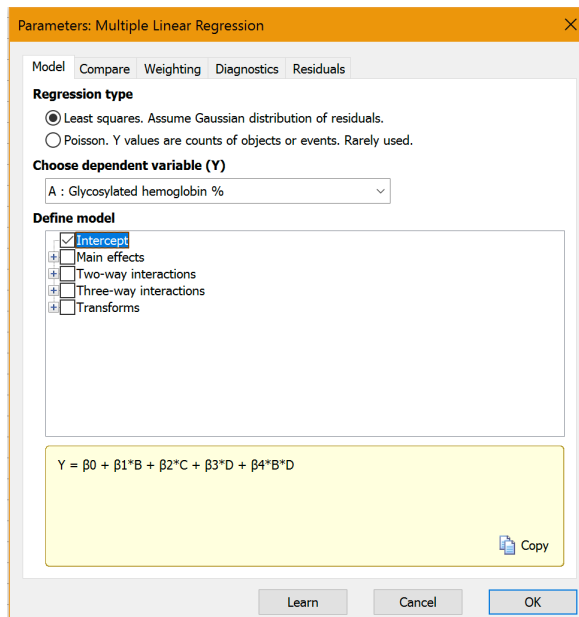 Parameters: Multiple Linear Regression
Model Compare Weighting Diagnostics Residuals
Regression type
Least squares. Assume Gaussian distribution of residuals.
Poisson. Y values are counts of objects or events. Rarely used.
Choose dependent variable (Y)
A : Glycosylated hemoglobin %
Define model
Intercept
Main effects
Two-way interactions
Three-way interactions
Transforms
Y = β0 + β1*B + β2*C + β3*D + β4*B*D
Copy
Learn Cancel OK